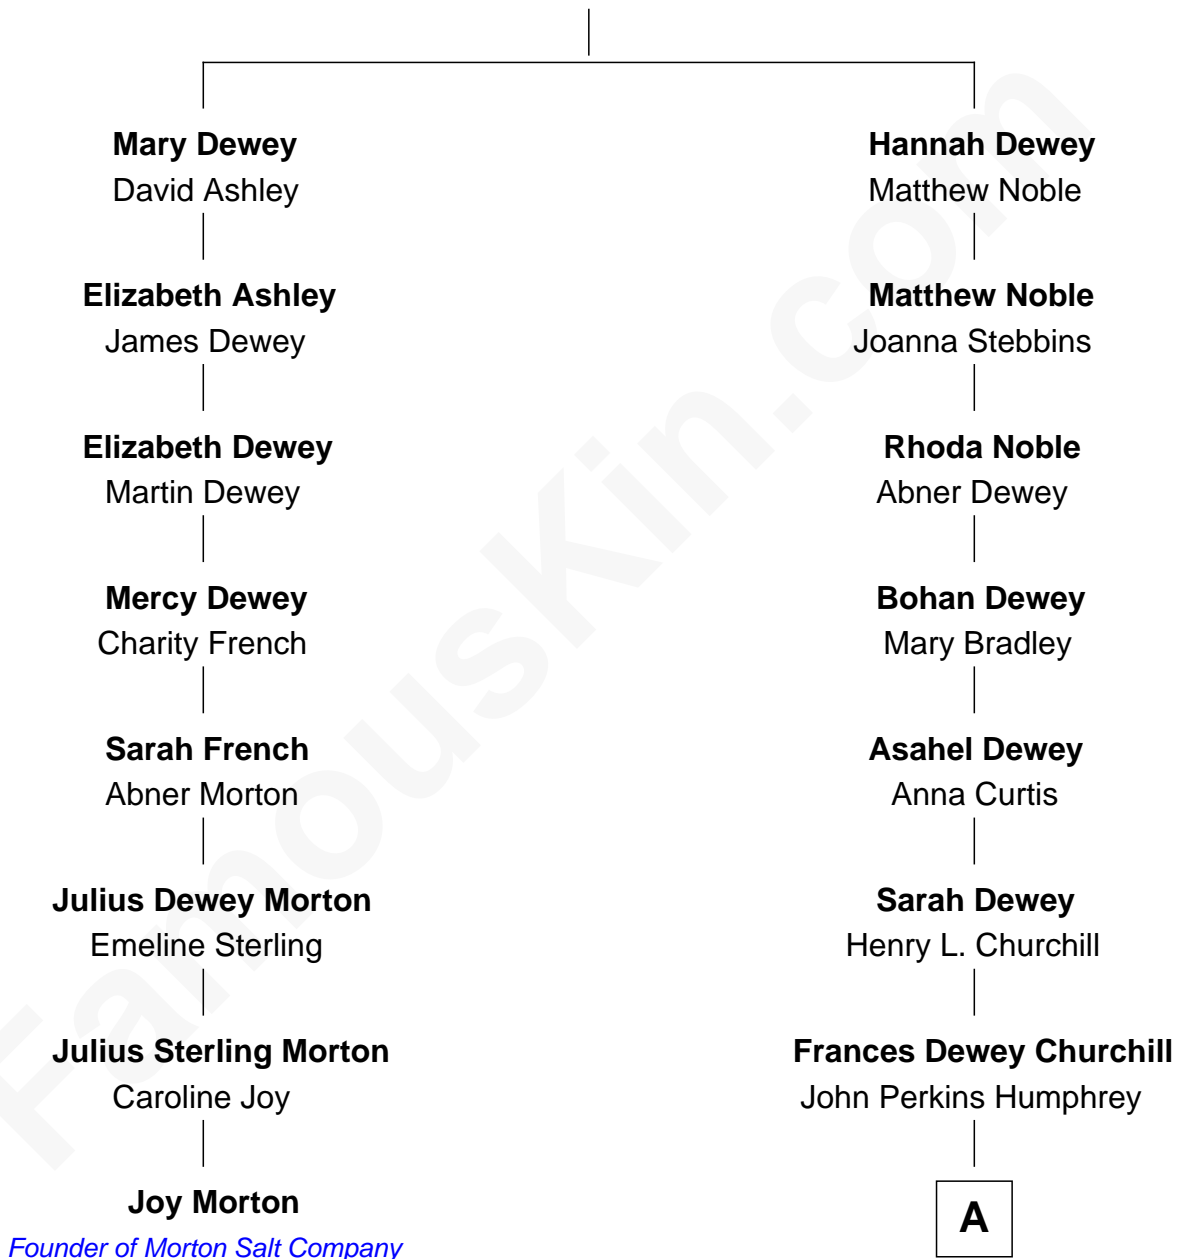 Mary Dewey
David Ashley
Hannah Dewey
Matthew Noble
Elizabeth Ashley
James Dewey
Matthew Noble
Joanna Stebbins
Elizabeth Dewey
Martin Dewey
Rhoda Noble
Abner Dewey
Mercy Dewey
Charity French
Bohan Dewey
Mary Bradley
Sarah French
Abner Morton
Asahel Dewey
Anna Curtis
Julius Dewey Morton
Emeline Sterling
Sarah Dewey
Henry L. Churchill
Julius Sterling Morton
Caroline Joy
Frances Dewey Churchill
John Perkins Humphrey
Joy Morton
Founder of Morton Salt Company
A
FamousKin.com